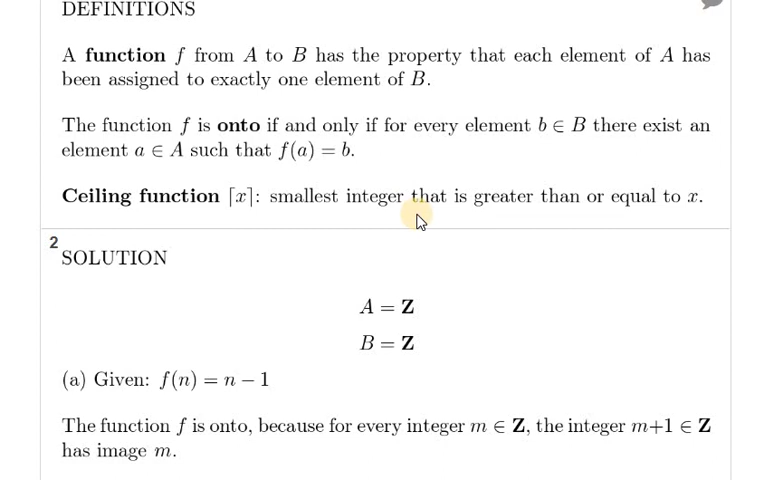 DEFINITIONS
A function f from A to B has the property that each element of A has
been assigned to exactly one element of B.
The function f is onto if and only if for every element b ∈ B there exist an
element a ∈ A such that f(a) = b.
Ceiling function ⌈x⌉: smallest integer that is greater than or equal to x.
2
SOLUTION
A = Z
B = Z
(a) Given: f(n) = n − 1
The function f is onto, because for every integer m ∈ Z, the integer m+1 ∈ Z
has image m.